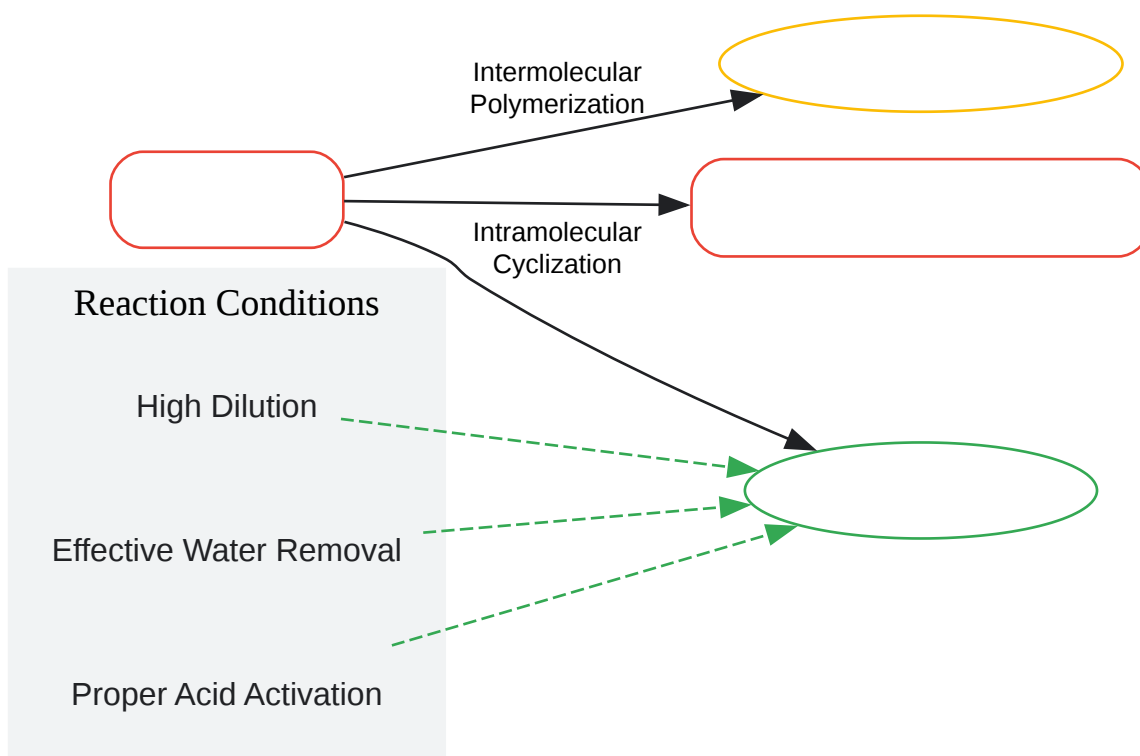 Intermolecular
Polymerization
Intramolecular
Cyclization
Reaction Conditions
High Dilution
Effective Water Removal
Proper Acid Activation